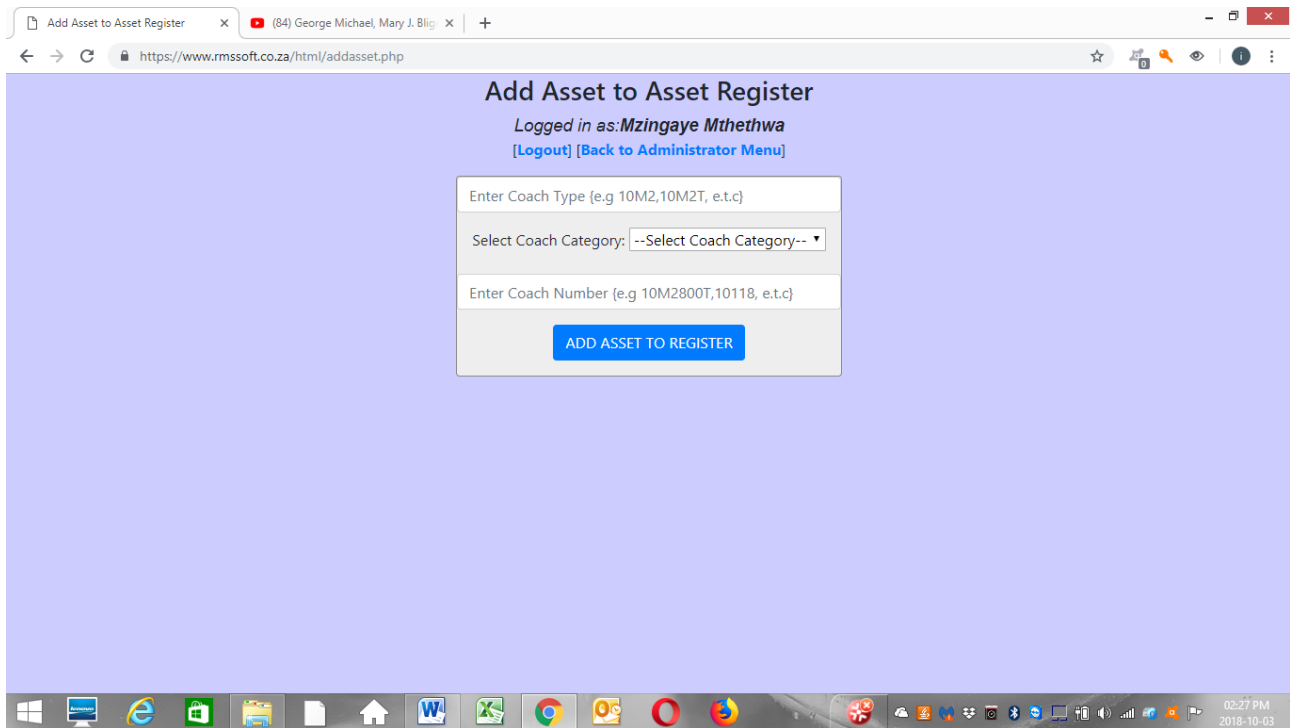 Add Asset to Asset Register
(84) George Michael, Mary J. Blig
https://www.rmssoft.co.za/html/addasset.php
0
i
Add Asset to Asset Register
Logged in as:Mzingaye Mthethwa
[Logout] [Back to Administrator Menu]
Enter Coach Type {e.g 10M2,10M2T, e.t.c}
Select Coach Category: --Select Coach Category--
Enter Coach Number {e.g 10M2800T,10118, e.t.c}
ADD ASSET TO REGISTER
02:27 PM
2018-10-03